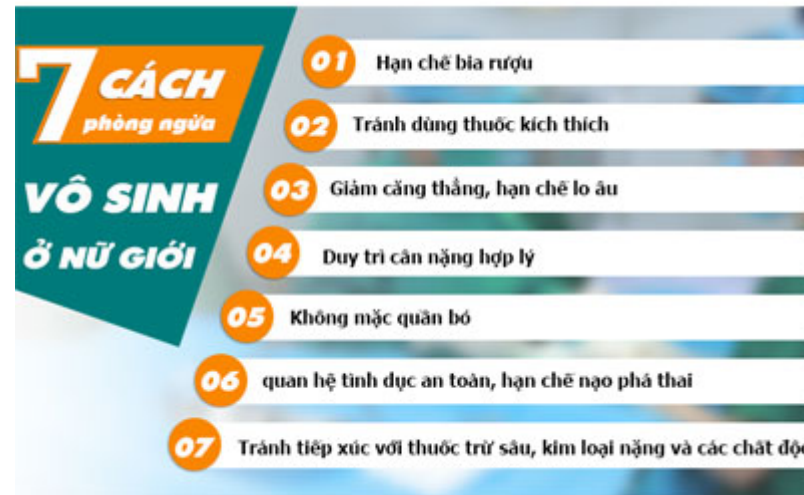 7 CÁCH
phòng ngừa
VÔ SINH
Ở NỮ GIỚI
01 Hạn chế bia rượu
02 Tránh dùng thuốc kích thích
03 Giảm căng thẳng, hạn chế lo âu
04 Duy trì cân nặng hợp lý
05 Không mặc quần bó
06 quan hệ tình dục an toàn, hạn chế nạo phá thai
07 Tránh tiếp xúc với thuốc trừ sâu, kim loại nặng và các chất độc